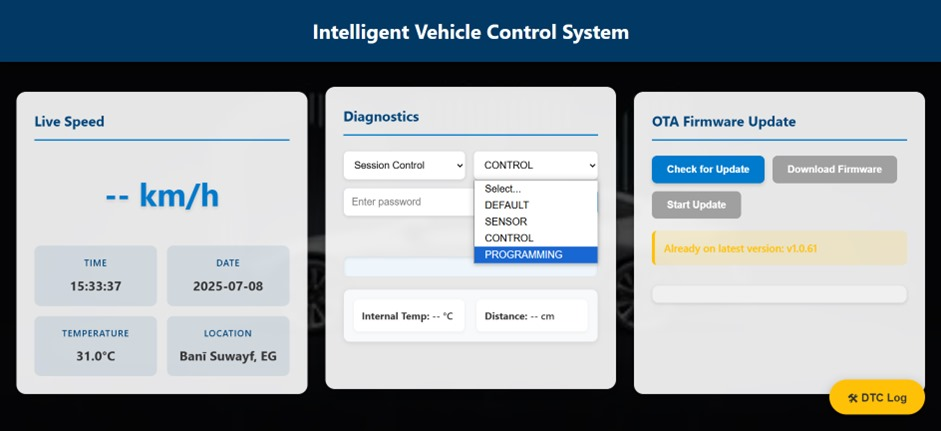 Intelligent Vehicle Control System
Live Speed
-- km/h
TIME
15:33:37
DATE
2025-07-08
TEMPERATURE
31.0°C
LOCATION
Banī Suwayf, EG
Diagnostics
Session Control
CONTROL
Enter password
Select...
DEFAULT
SENSOR
CONTROL
PROGRAMMING
Internal Temp: -- °C
Distance: -- cm
OTA Firmware Update
Check for Update
Download Firmware
Start Update
Already on latest version: v1.0.61
🛠 DTC Log